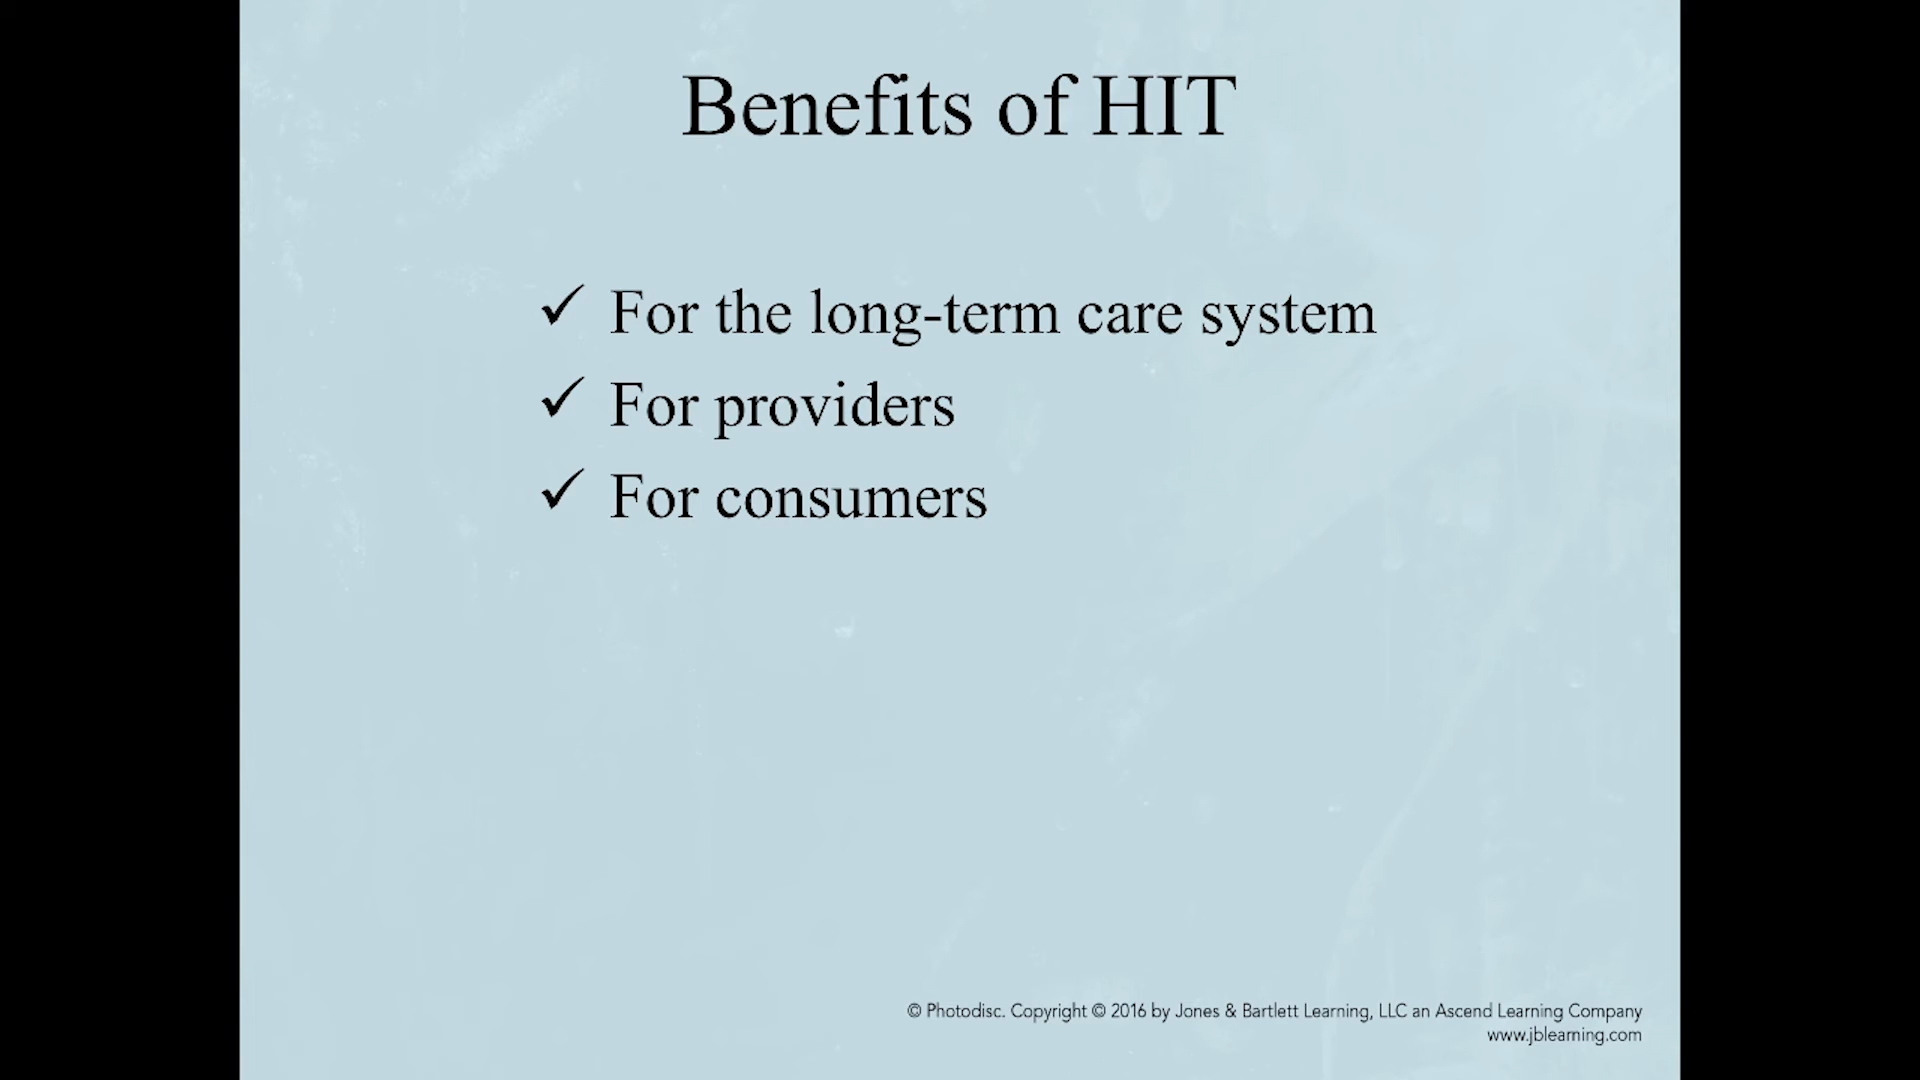 Benefits of HIT
✓ For the long-term care system
✓ For providers
✓ For consumers
© Photodisc. Copyright © 2016 by Jones & Bartlett Learning, LLC an Ascend Learning Company
www.jblearning.com